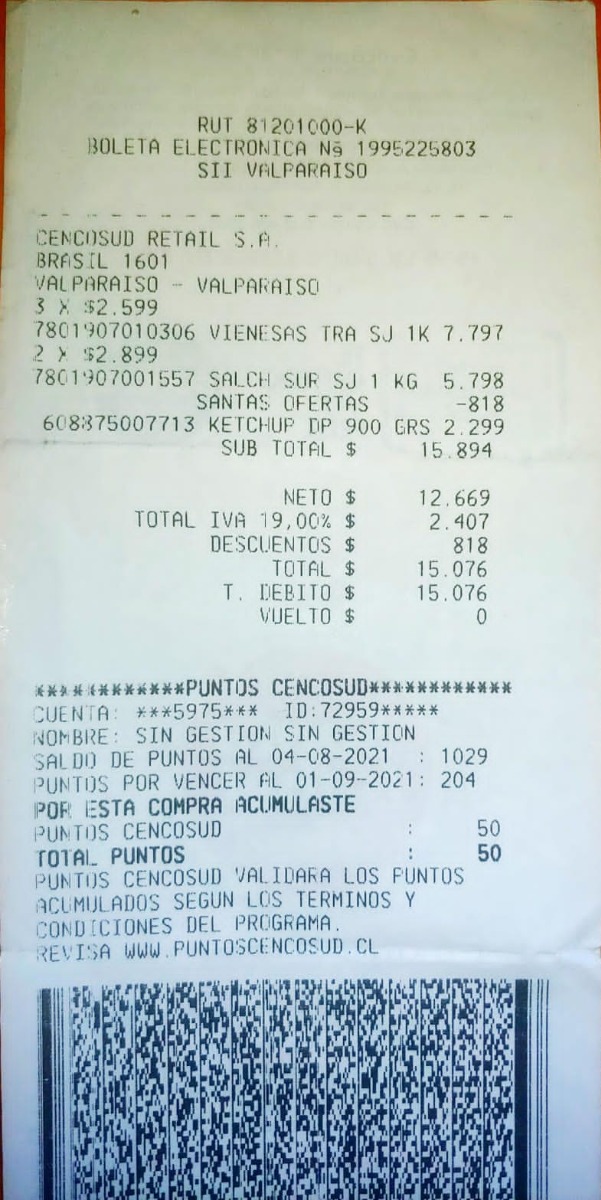 RUT 81201000-K
BOLETA ELECTRONICA Nª 1995225803
SII VALPARAISO
- - - - - - - - - - - - - - - - - - - -
CENCOSUD RETAIL S.A.
BRASIL 1601
VALPARAISO - VALPARAISO
3 X $2.599
7801907010306 VIENESAS TRA SJ 1K 7.797
2 X $2.899
7801907001557 SALCH SUR SJ 1 KG 5.798
SANTAS OFERTAS -818
608875007713 KETCHUP DP 900 GRS 2.299
SUB TOTAL $ 15.894
NETO $ 12.669
TOTAL IVA 19,00% $ 2.407
DESCUENTOS $ 818
TOTAL $ 15.076
T. DEBITO $ 15.076
VUELTO $ 0
************PUNTOS CENCOSUD************
CUENTA: ***5975*** ID:72959*****
NOMBRE: SIN GESTION SIN GESTION
SALDO DE PUNTOS AL 04-08-2021 : 1029
PUNTOS POR VENCER AL 01-09-2021: 204
POR ESTA COMPRA ACUMULASTE
PUNTOS CENCOSUD : 50
TOTAL PUNTOS : 50
PUNTOS CENCOSUD VALIDARA LOS PUNTOS
ACUMULADOS SEGUN LOS TERMINOS Y
CONDICIONES DEL PROGRAMA.
REVISA WWW.PUNTOSCENCOSUD.CL